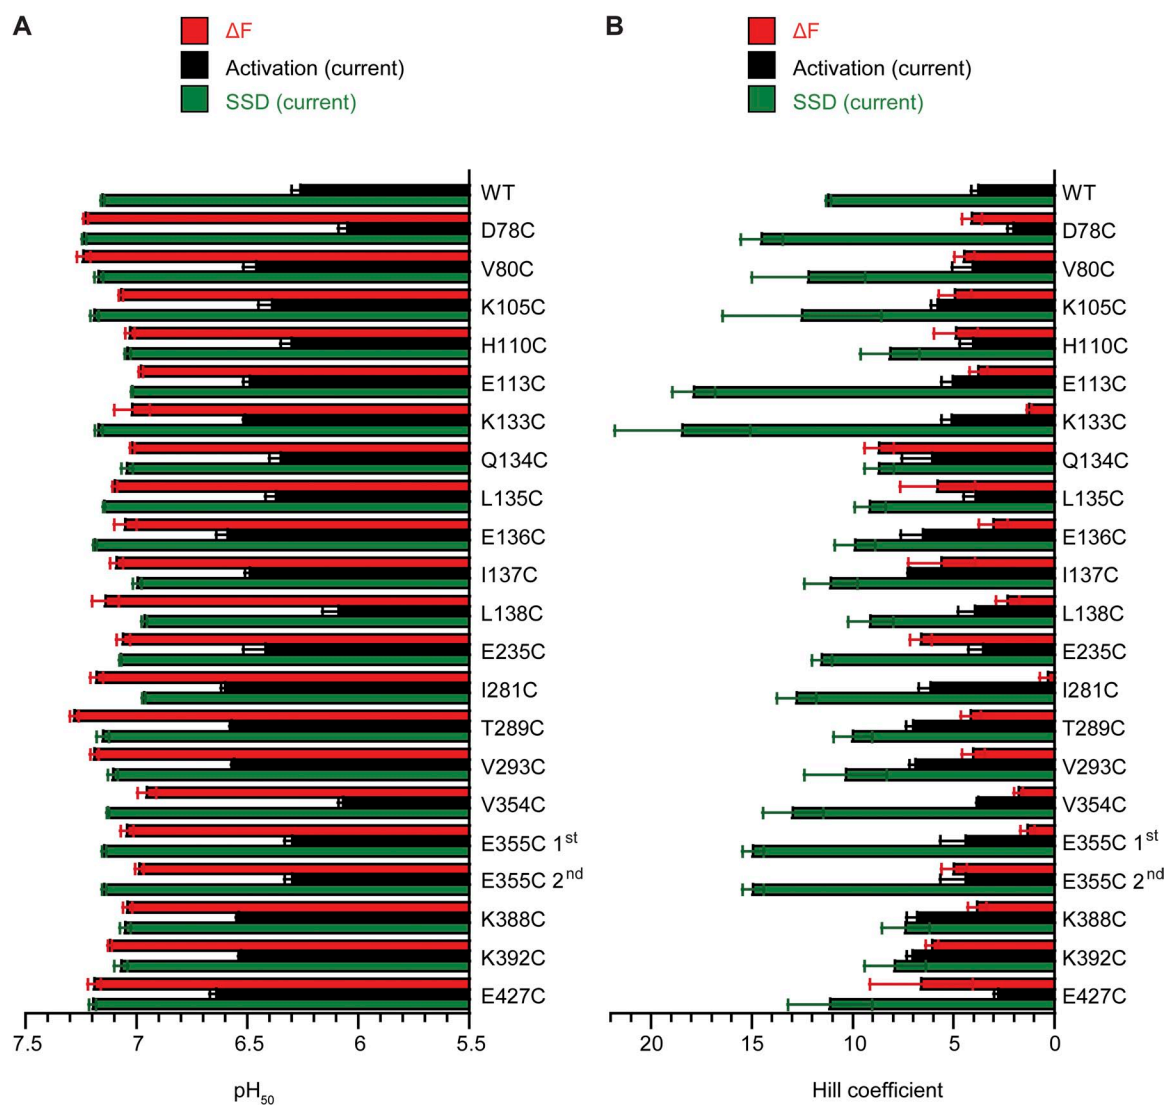 A
ΔF
Activation (current)
SSD (current)
WT
D78C
V80C
K105C
H110C
E113C
K133C
Q134C
L135C
E136C
I137C
L138C
E235C
I281C
T289C
V293C
V354C
E355C 1st
E355C 2nd
K388C
K392C
E427C
7.5 7 6.5 6 5.5
pH50
B
ΔF
Activation (current)
SSD (current)
WT
D78C
V80C
K105C
H110C
E113C
K133C
Q134C
L135C
E136C
I137C
L138C
E235C
I281C
T289C
V293C
V354C
E355C 1st
E355C 2nd
K388C
K392C
E427C
20 15 10 5 0
Hill coefficient